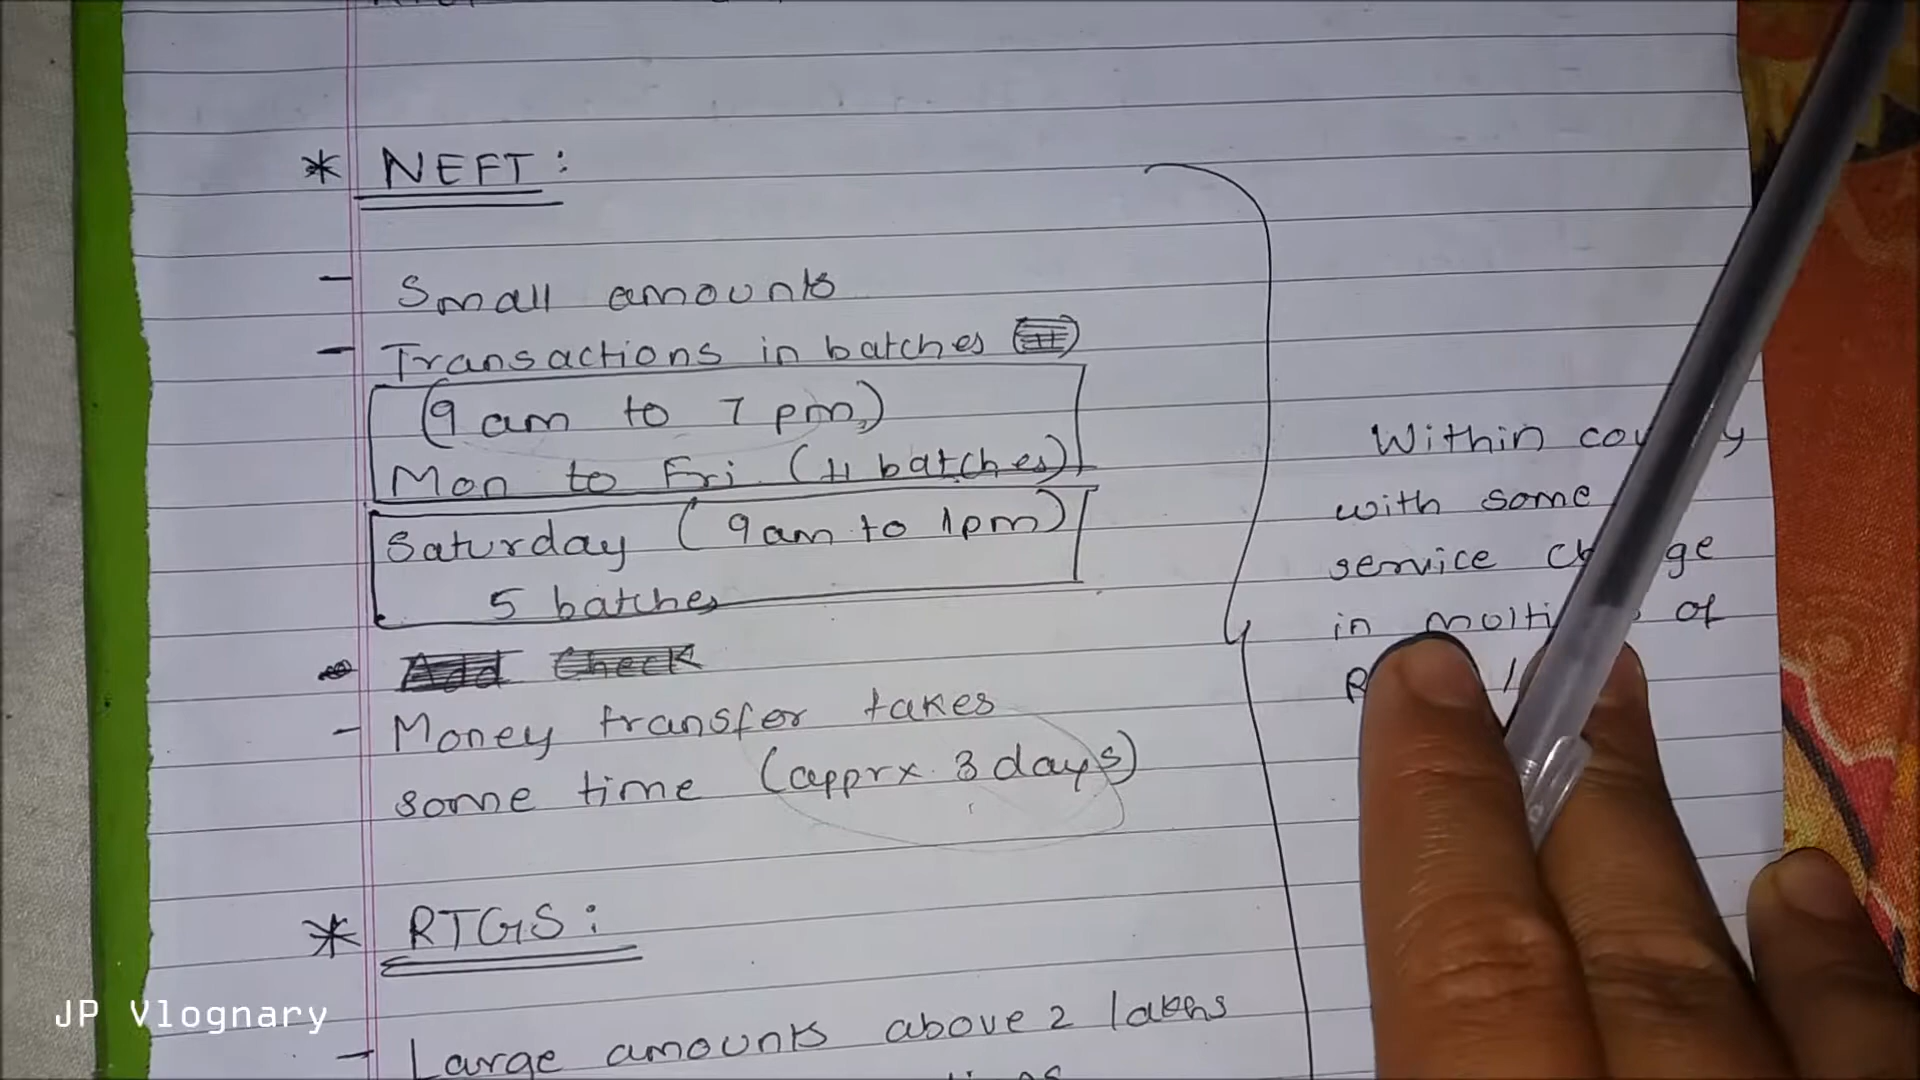 * NEFT :
- Small amounts
- Transactions in batches
(9 am to 7 pm)
Mon to Fri (11 batches)
Saturday (9am to 1pm)
5 batches
Add Check
- Money transfer takes
some time (apprx. 3 days)
Within
with some
service
in of
* RTGS :
- Large amounts above 2 lakhs
JP Vlognary